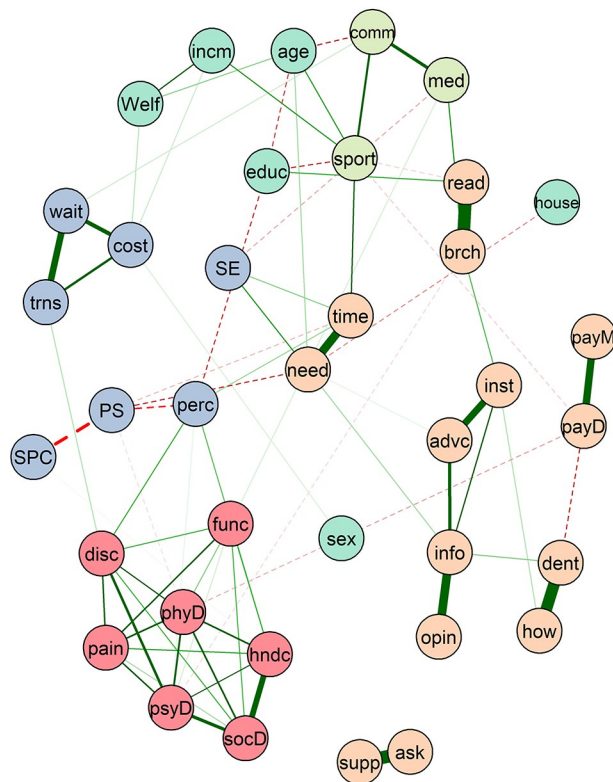 comm
incm
age
med
Welf
sport
educ
read
house
wait
cost
brch
SE
trns
time
payM
need
inst
PS
perc
payD
advc
SPC
func
sex
disc
info
dent
phyD
how
opin
pain
hndc
psyD
socD
ask
supp